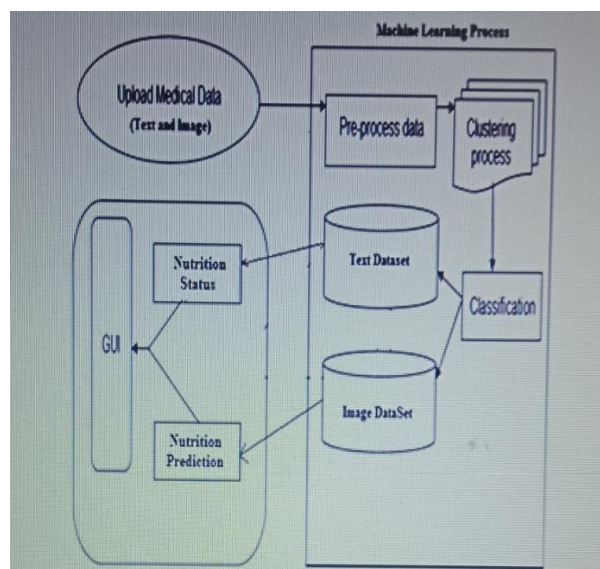 Machine Learning Process
Upload Medical Data
(Text and Image)
Pre-process data
Clustering
process
Nutrition
Status
Text Dataset
Classification
GUI
Image DataSet
Nutrition
Prediction